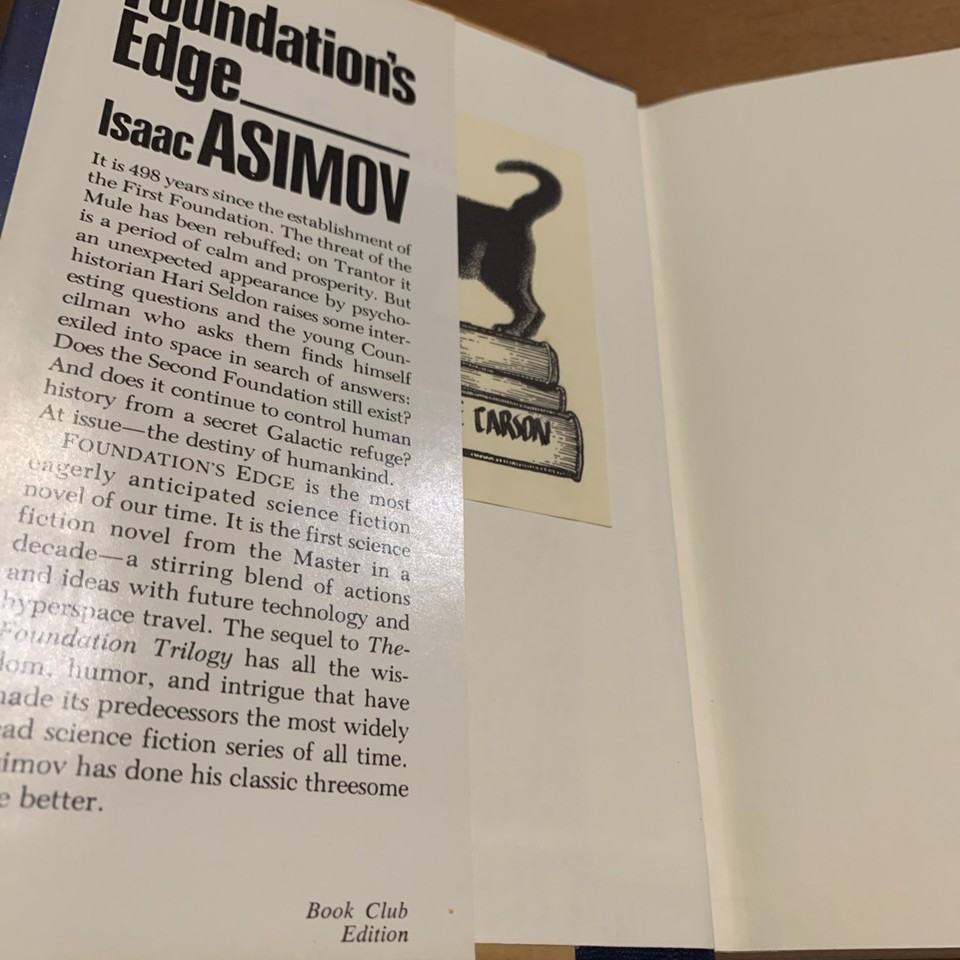 Foundation's
Edge
Isaac ASIMOV
It is 498 years since the establishment of
the First Foundation. The threat of the
Mule has been rebuffed; on Trantor it
is a period of calm and prosperity. But
an unexpected appearance by psycho-
historian Hari Seldon raises some inter-
esting questions and the young Coun-
cilman who asks them finds himself
exiled into space in search of answers:
Does the Second Foundation still exist?
And does it continue to control human
history from a secret Galactic refuge?
At issue—the destiny of humankind.
FOUNDATION'S EDGE is the most
eagerly anticipated science fiction
novel of our time. It is the first science
fiction novel from the Master in a
decade—a stirring blend of actions
and ideas with future technology and
hyperspace travel. The sequel to The-
Foundation Trilogy has all the wis-
dom, humor, and intrigue that have
made its predecessors the most widely
ead science fiction series of all time.
simov has done his classic threesome
e better.
Book Club
Edition
CARSON